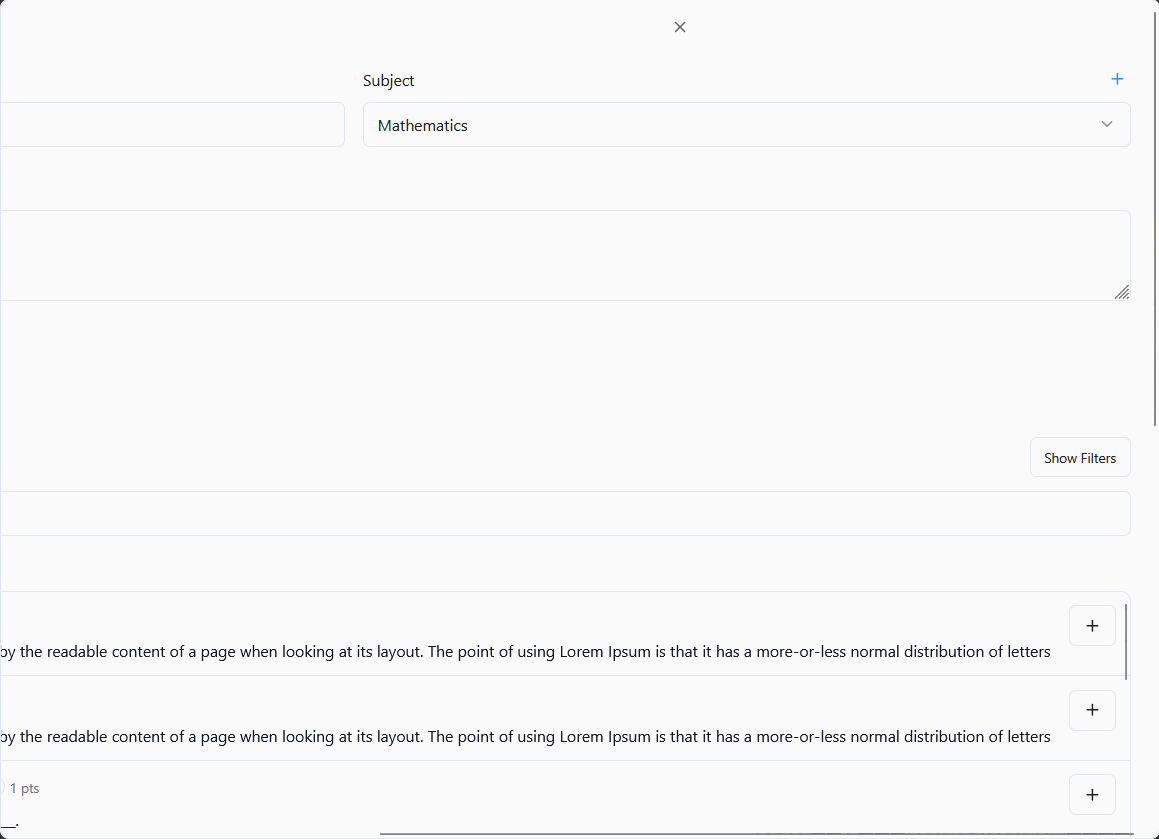 Subject
Mathematics
Show Filters
by the readable content of a page when looking at its layout. The point of using Lorem Ipsum is that it has a more-or-less normal distribution of letters
by the readable content of a page when looking at its layout. The point of using Lorem Ipsum is that it has a more-or-less normal distribution of letters
1 pts
__.